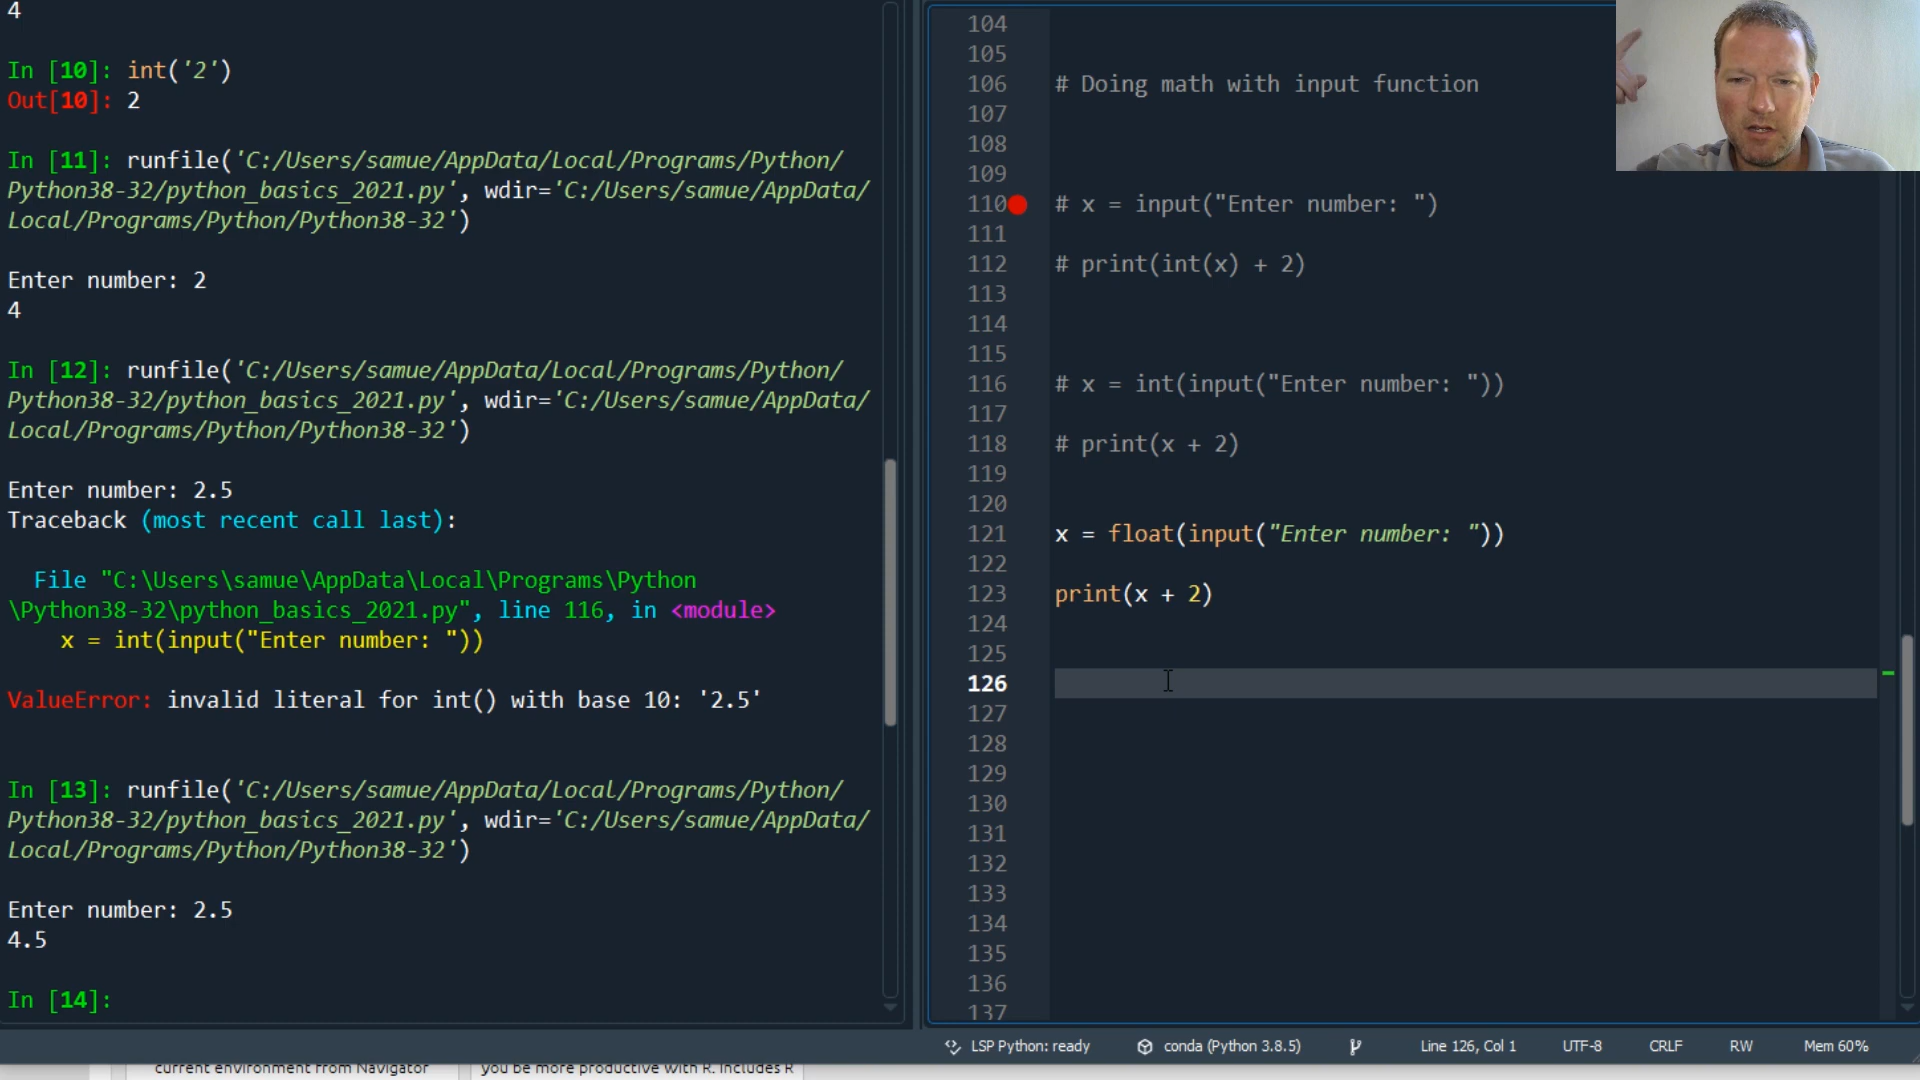 4
In [10]: int('2')
Out[10]: 2
In [11]: runfile('C:/Users/samue/AppData/Local/Programs/Python/
Python38-32/python_basics_2021.py', wdir='C:/Users/samue/AppData/
Local/Programs/Python/Python38-32')
Enter number: 2
4
In [12]: runfile('C:/Users/samue/AppData/Local/Programs/Python/
Python38-32/python_basics_2021.py', wdir='C:/Users/samue/AppData/
Local/Programs/Python/Python38-32')
Enter number: 2.5
Traceback (most recent call last):
File "C:\Users\samue\AppData\Local\Programs\Python
\Python38-32\python_basics_2021.py", line 116, in <module>
x = int(input("Enter number: "))
ValueError: invalid literal for int() with base 10: '2.5'
In [13]: runfile('C:/Users/samue/AppData/Local/Programs/Python/
Python38-32/python_basics_2021.py', wdir='C:/Users/samue/AppData/
Local/Programs/Python/Python38-32')
Enter number: 2.5
4.5
In [14]:
104
105
106 # Doing math with input function
107
108
109
110 # x = input("Enter number: ")
111
112 # print(int(x) + 2)
113
114
115
116 # x = int(input("Enter number: "))
117
118 # print(x + 2)
119
120
121 x = float(input("Enter number: "))
122
123 print(x + 2)
124
125
126
127
128
129
130
131
132
133
134
135
136
137
LSP Python: ready conda (Python 3.8.5) Line 126, Col 1 UTF-8 CRLF RW Mem 60%
current environment from Navigator you be more productive with R. Includes R